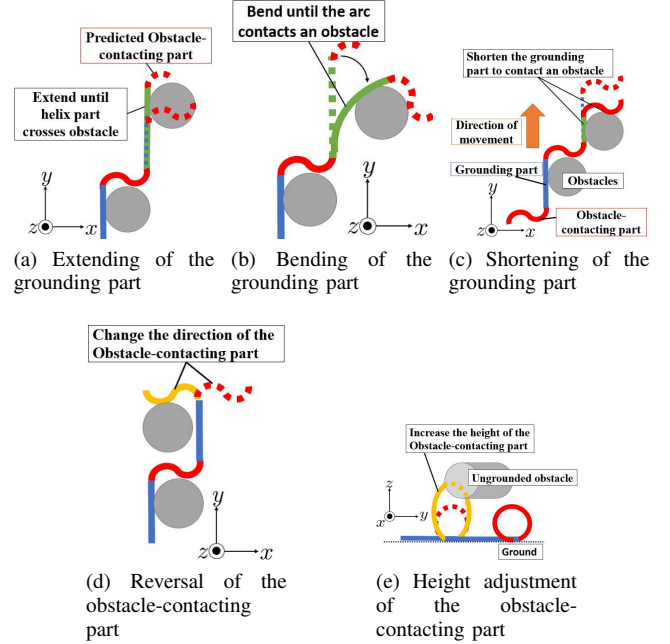 Predicted Obstacle-
contacting part
Extend until
helix part
crosses obstacle
y
z
x
(a) Extending of the
grounding part
Bend until the arc
contacts an obstacle
y
z
x
(b) Bending of the
grounding part
Shorten the grounding
part to contact an obstacle
Direction of
movement
Grounding part
Obstacles
y
z
x
Obstacle-
contacting part
(c) Shortening of the
grounding part
Change the direction of the
Obstacle-contacting part
y
z
x
(d) Reversal of the
obstacle-contacting
part
Increase the height of the
Obstacle-contacting part
Ungrounded obstacle
z
x
y
Ground
(e) Height adjustment
of the obstacle-
contacting part